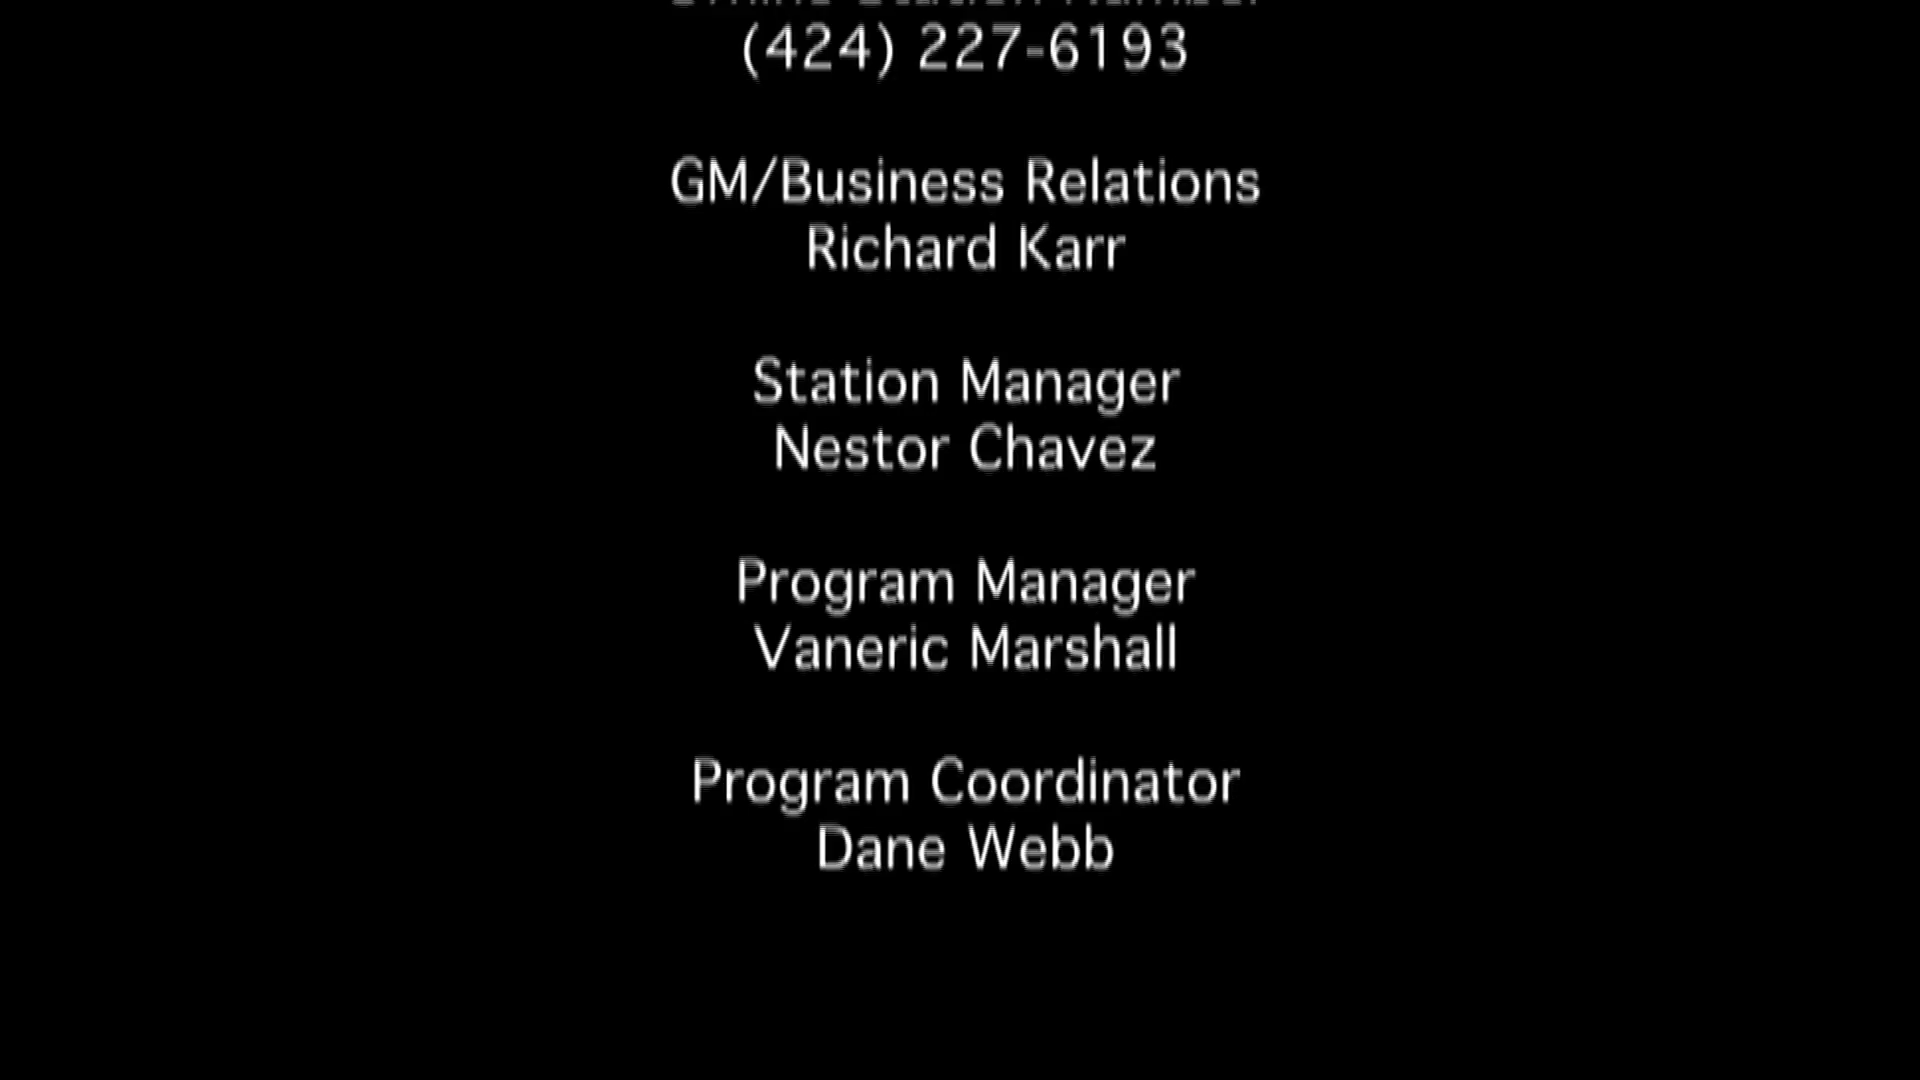 (424) 227-6193
GM/Business Relations
Richard Karr
Station Manager
Nestor Chavez
Program Manager
Vaneric Marshall
Program Coordinator
Dane Webb